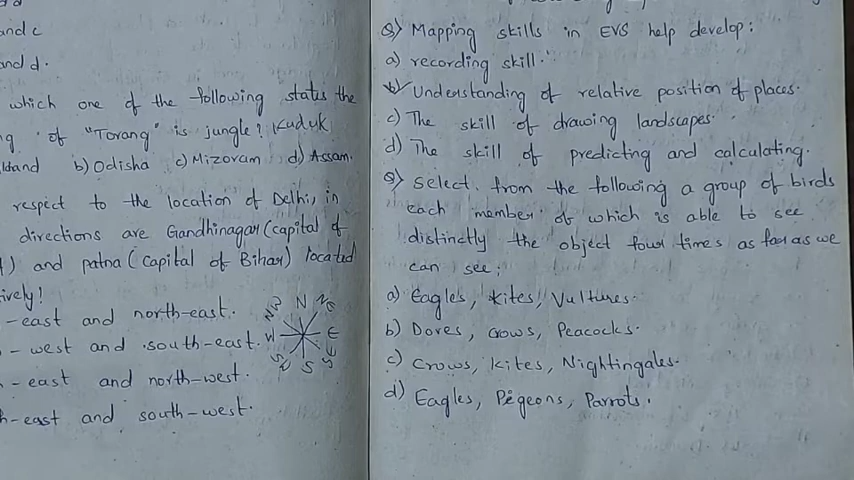 and c
and d.
which one of the following states the
of "Torang" is jungle? Kuduk
b) Odisha c) Mizoram d) Assam.
respect to the location of Delhi, in
directions are Gandhinagar (capital of
) and patna (capital of Bihar) located
- east and north-east.
- west and south-east.
- east and north-west.
- east and south-west.
NW N NE
W E
SW S SE
Q) Mapping skills in EVS help develop:
a) recording skill.
b) Understanding of relative position of places.
c) The skill of drawing landscapes.
d) The skill of predicting and calculating.
Q) Select from the following a group of birds
each member of which is able to see
distinctly the object four times as far as we
can see:
a) Eagles, Kites, Vultures.
b) Doves, Crows, Peacocks.
c) Crows, Kites, Nightingales.
d) Eagles, Pegeons, Parrots.